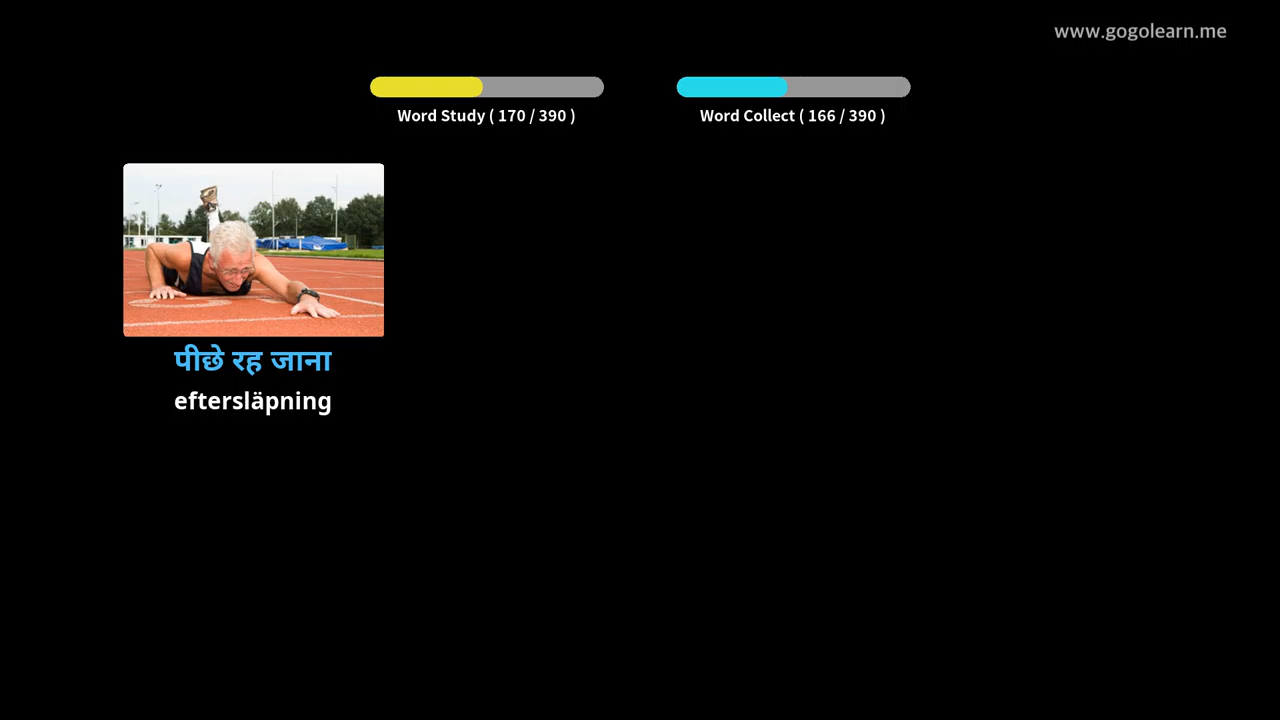 www.gogolearn.me
Word Study ( 170 / 390 )
Word Collect ( 166 / 390 )
पीछे रह जाना
eftersläpning